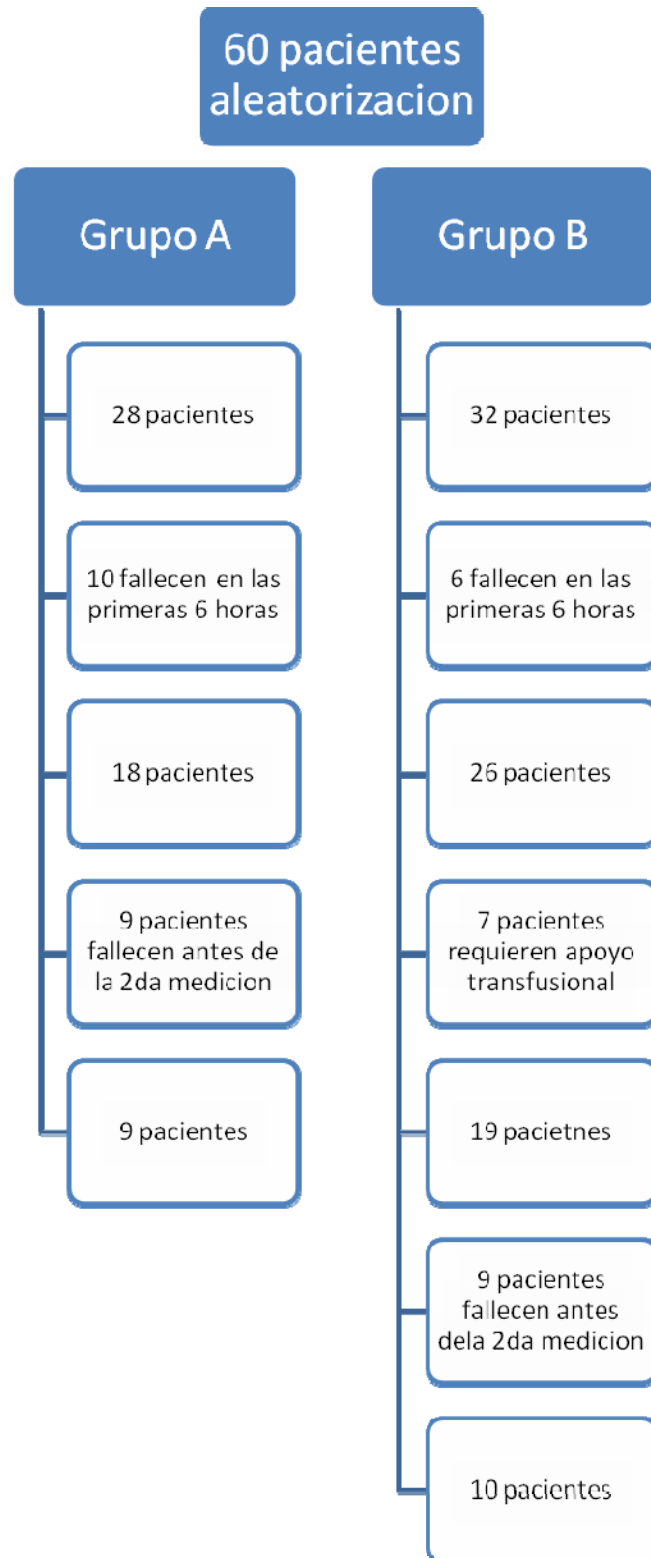 60 pacientes
aleatorizacion
Grupo A
28 pacientes
10 fallecen en las
primeras 6 horas
18 pacientes
9 pacientes
fallecen antes de
la 2da medicion
9 pacientes
Grupo B
32 pacientes
6 fallecen en las
primeras 6 horas
26 pacientes
7 pacientes
requieren apoyo
transfusional
19 pacietnes
9 pacientes
fallecen antes
dela 2da medicion
10 pacientes